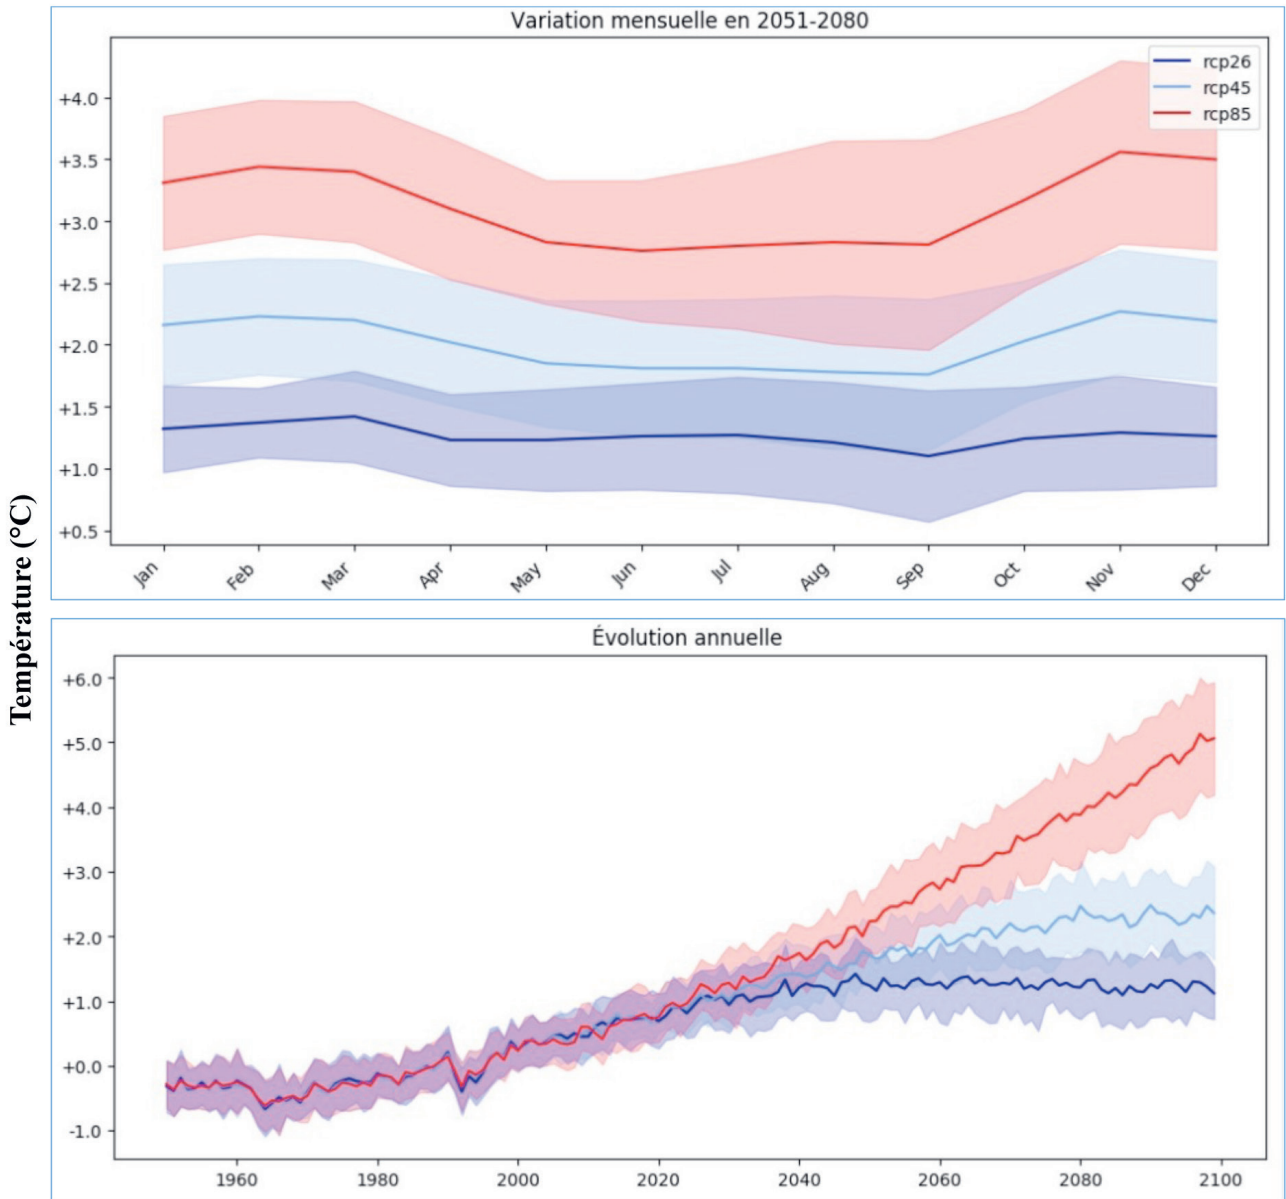 Variation mensuelle en 2051-2080
rcp26
rcp45
rcp85
+4.0
+3.5
+3.0
+2.5
+2.0
+1.5
+1.0
+0.5
Jan
Feb
Mar
Apr
May
Jun
Jul
Aug
Sep
Oct
Nov
Dec
Température (°C)
Évolution annuelle
+6.0
+5.0
+4.0
+3.0
+2.0
+1.0
+0.0
-1.0
1960
1980
2000
2020
2040
2060
2080
2100